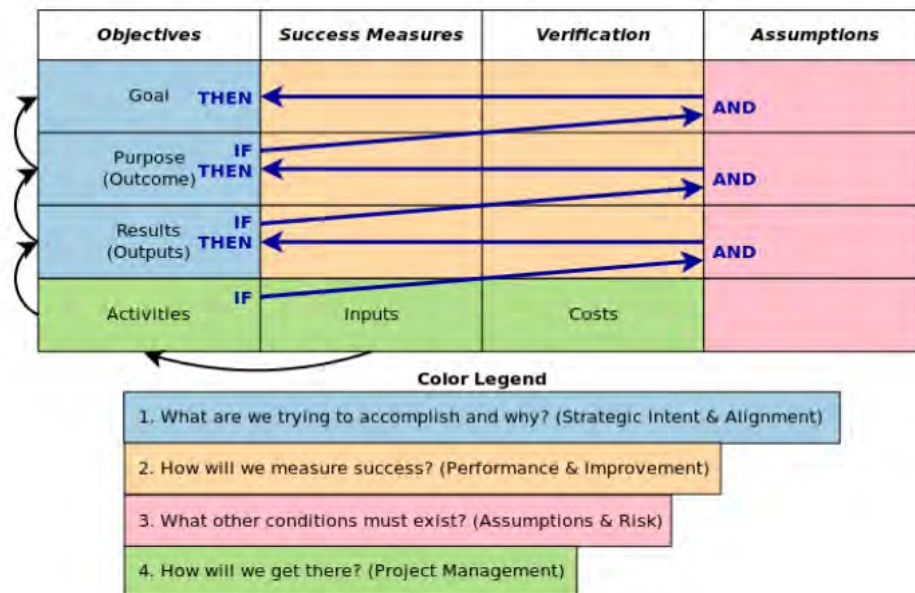 Objectives Success Measures Verification Assumptions
Goal THEN AND
IF
Purpose
(Outcome) THEN AND
IF
Results THEN
(Outputs) AND
IF
Activities Inputs Costs
Color Legend
1. What are we trying to accomplish and why? (Strategic Intent & Alignment)
2. How will we measure success? (Performance & Improvement)
3. What other conditions must exist? (Assumptions & Risk)
4. How will we get there? (Project Management)